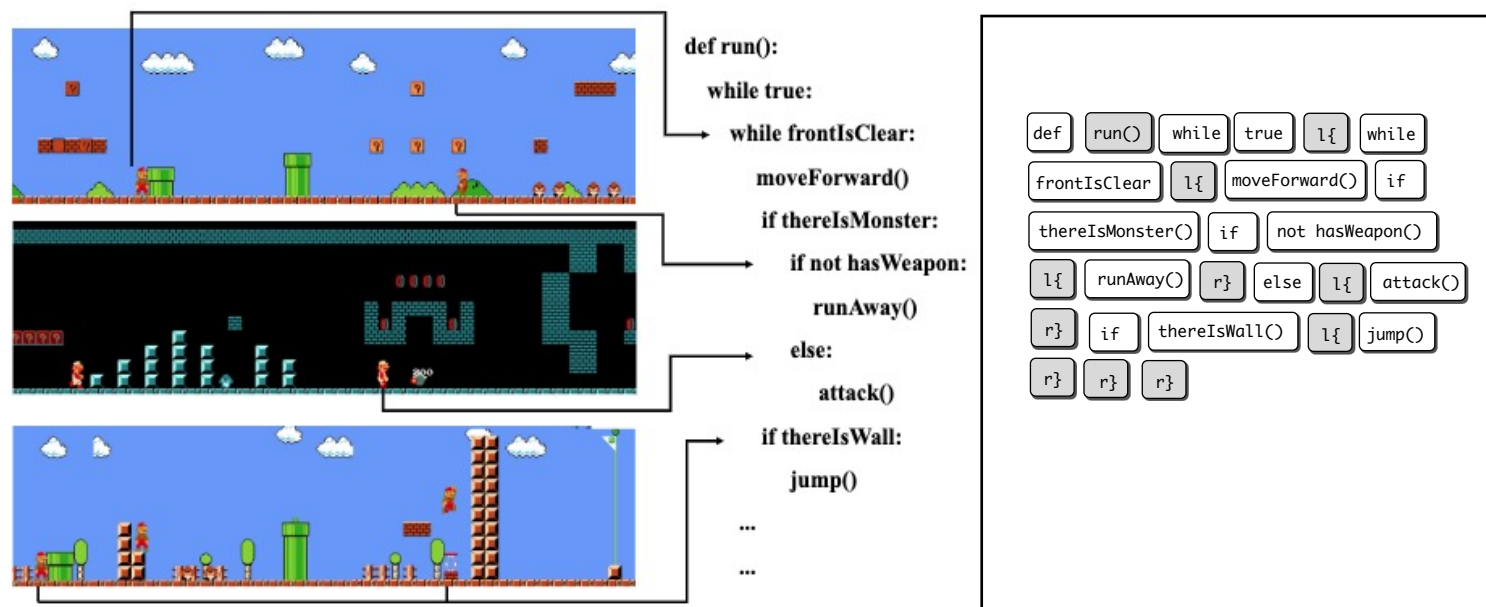 def run():
while true:
while frontIsClear:
moveForward()
if thereIsMonster:
if not hasWeapon:
runAway()
else:
attack()
if thereIsWall:
jump()
...
...
? ? ? ? ? ?
200
? ? ? ?
def run() while true l{ while
frontIsClear l{ moveForward() if
thereIsMonster() if not hasWeapon()
l{ runAway() r} else l{ attack()
r} if thereIsWall() l{ jump()
r} r} r}